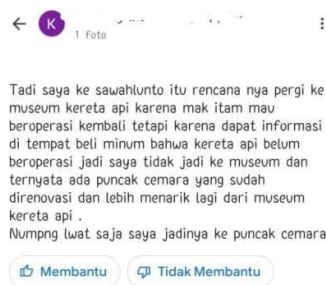 K
1 foto
Tadi saya ke sawahlunto itu rencana nya pergi ke
museum kereta api karena mak itam mau
beroperasi kembali tetapi karena dapat informasi
di tempat beli minum bahwa kereta api belum
beroperasi jadi saya tidak jadi ke museum dan
ternyata ada puncak cemara yang sudah
direnovasi dan lebih menarik lagi dari museum
kereta api .
Numpng lwat saja saya jadinya ke puncak cemara
Membantu Tidak Membantu